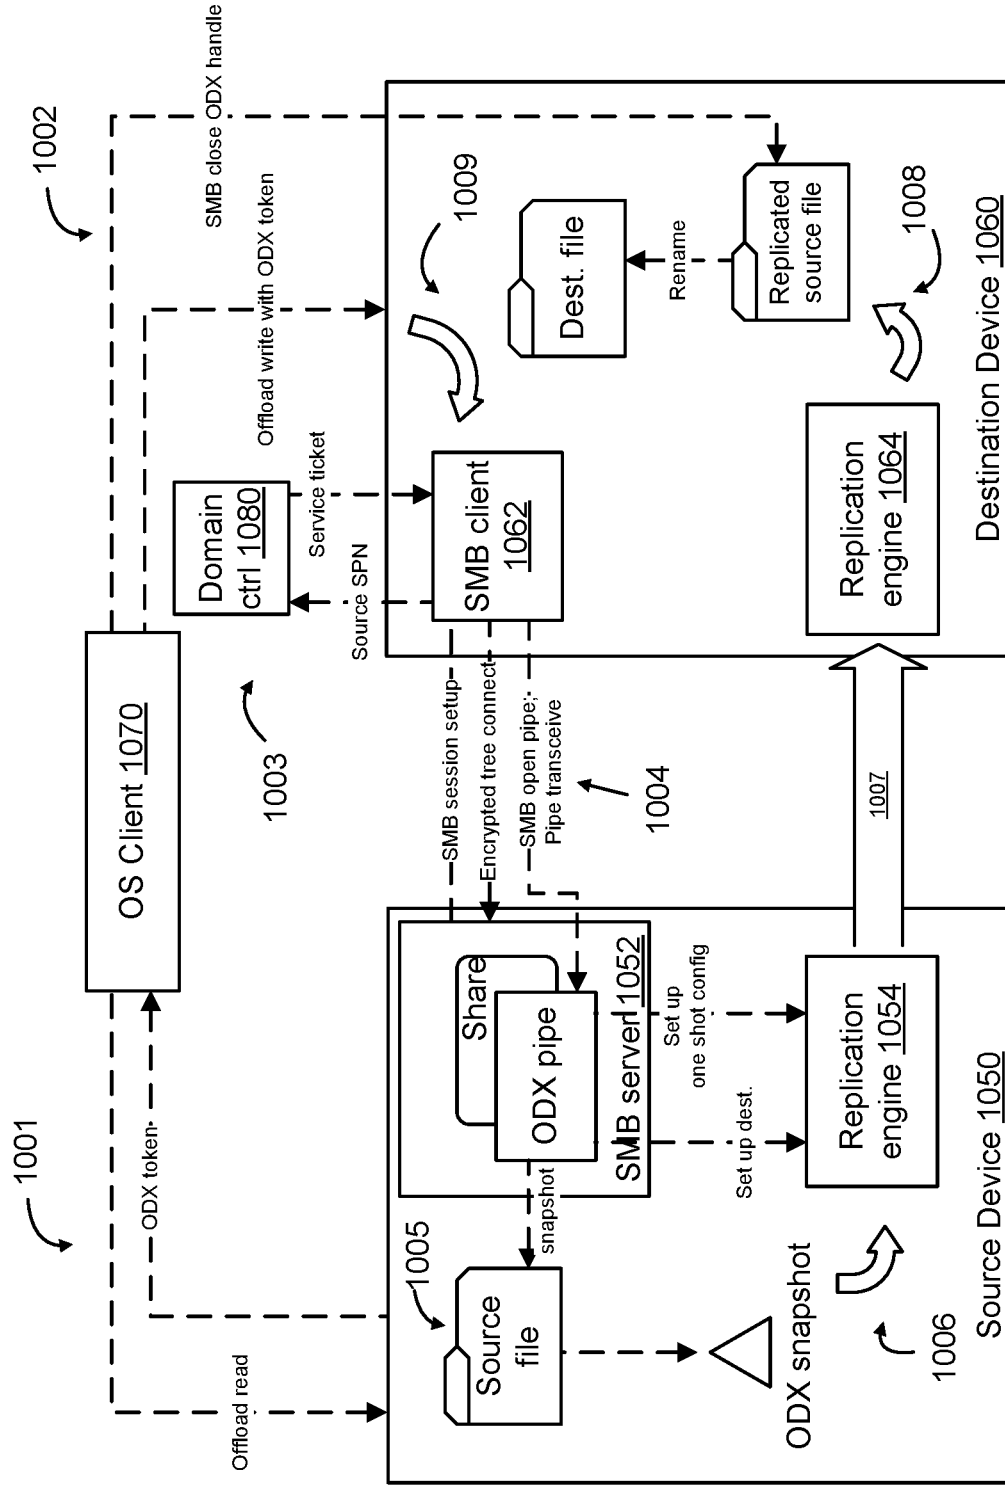 1001
1002
OS Client 1070
Offload read
ODX token
SMB close ODX handle
Offload write with ODX token
Domain
ctrl 1080
1003
Source SPN
Service ticket
1005
Source
file
snapshot
ODX snapshot
1006
Share
ODX pipe
SMB server 1052
Set up dest.
Set up
one shot config
Replication
engine 1054
Source Device 1050
SMB session setup
Encrypted tree connect
SMB open pipe;
Pipe transceive
1004
1007
SMB client
1062
1009
Dest. file
Rename
Replicated
source file
1008
Replication
engine 1064
Destination Device 1060